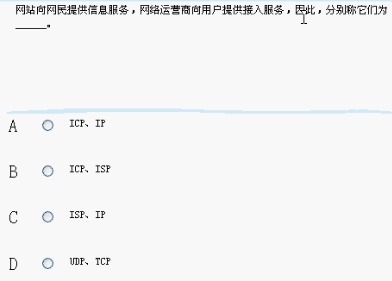 网站向网民提供信息服务，网络运营商向用户提供接入服务，因此，分别称它们为
______。
A ICP、IP
B ICP、ISP
C ISP、IP
D UDP、TCP